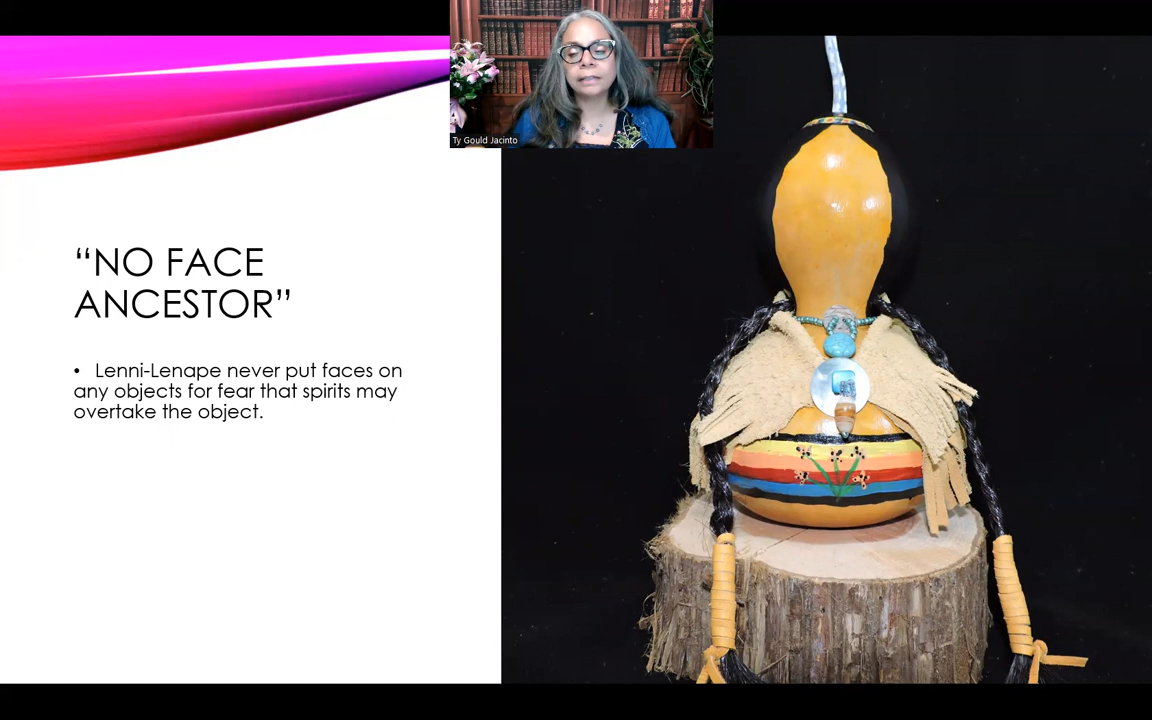 Ty Gould Jacinto
“NO FACE
ANCESTOR”
• Lenni-Lenape never put faces on
any objects for fear that spirits may
overtake the object.